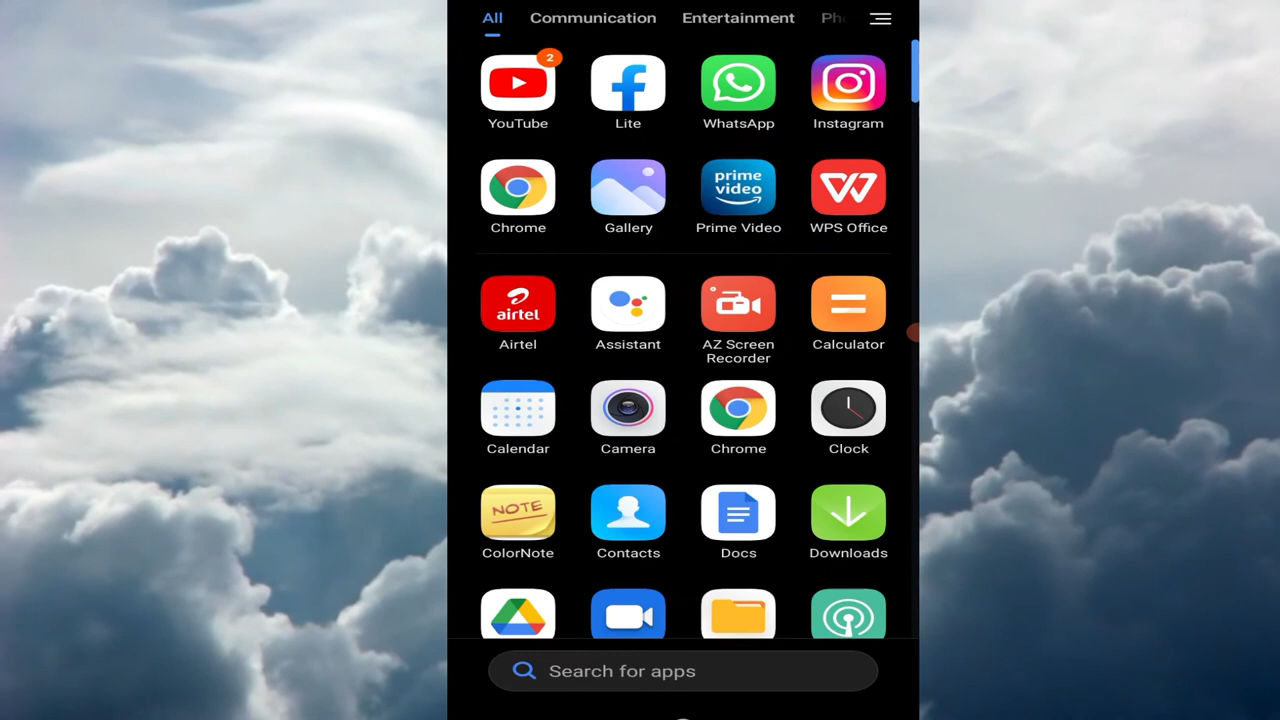 All Communication Entertainment Ph
2
YouTube Lite WhatsApp Instagram
prime
video
Chrome Gallery Prime Video WPS Office
airtel
Airtel Assistant AZ Screen Recorder Calculator
Calendar Camera Chrome Clock
NOTE
ColorNote Contacts Docs Downloads
Search for apps